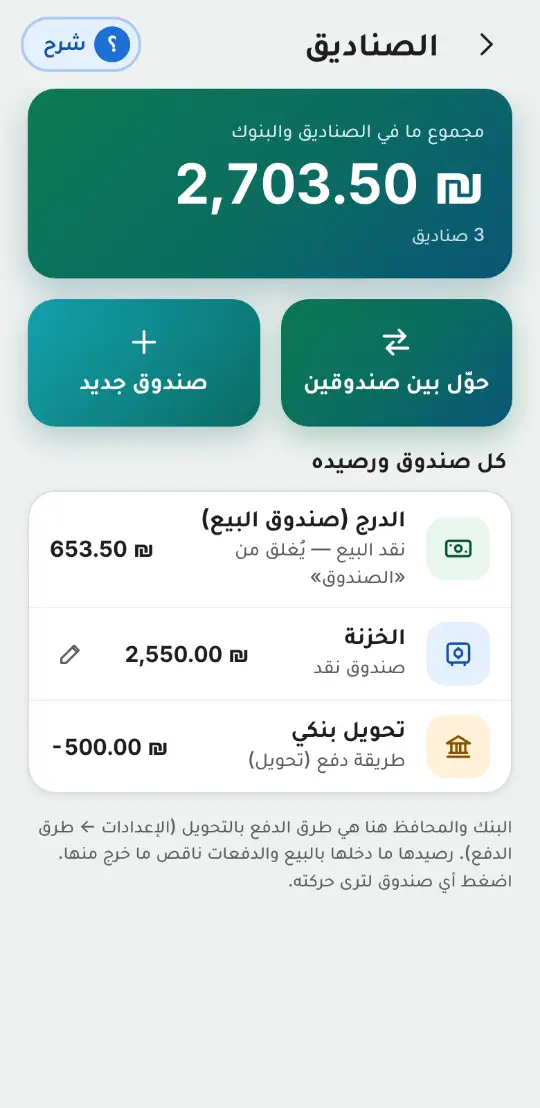 الصناديق
؟ شرح
مجموع ما في الصناديق والبنوك
₪ 2,703.50
3 صناديق
حوّل بين صندوقين
صندوق جديد
كل صندوق ورصيده
الدرج (صندوق البيع)
نقد البيع — يُغلق من
«الصندوق»
₪ 653.50
الخزنة
صندوق نقد
₪ 2,550.00
تحويل بنكي
طريقة دفع (تحويل)
₪ -500.00
البنك والمحافظ هنا هي طرق الدفع بالتحويل (الإعدادات ← طرق
الدفع). رصيدها ما دخلها بالبيع والدفعات ناقص ما خرج منها.
اضغط أي صندوق لترى حركته.